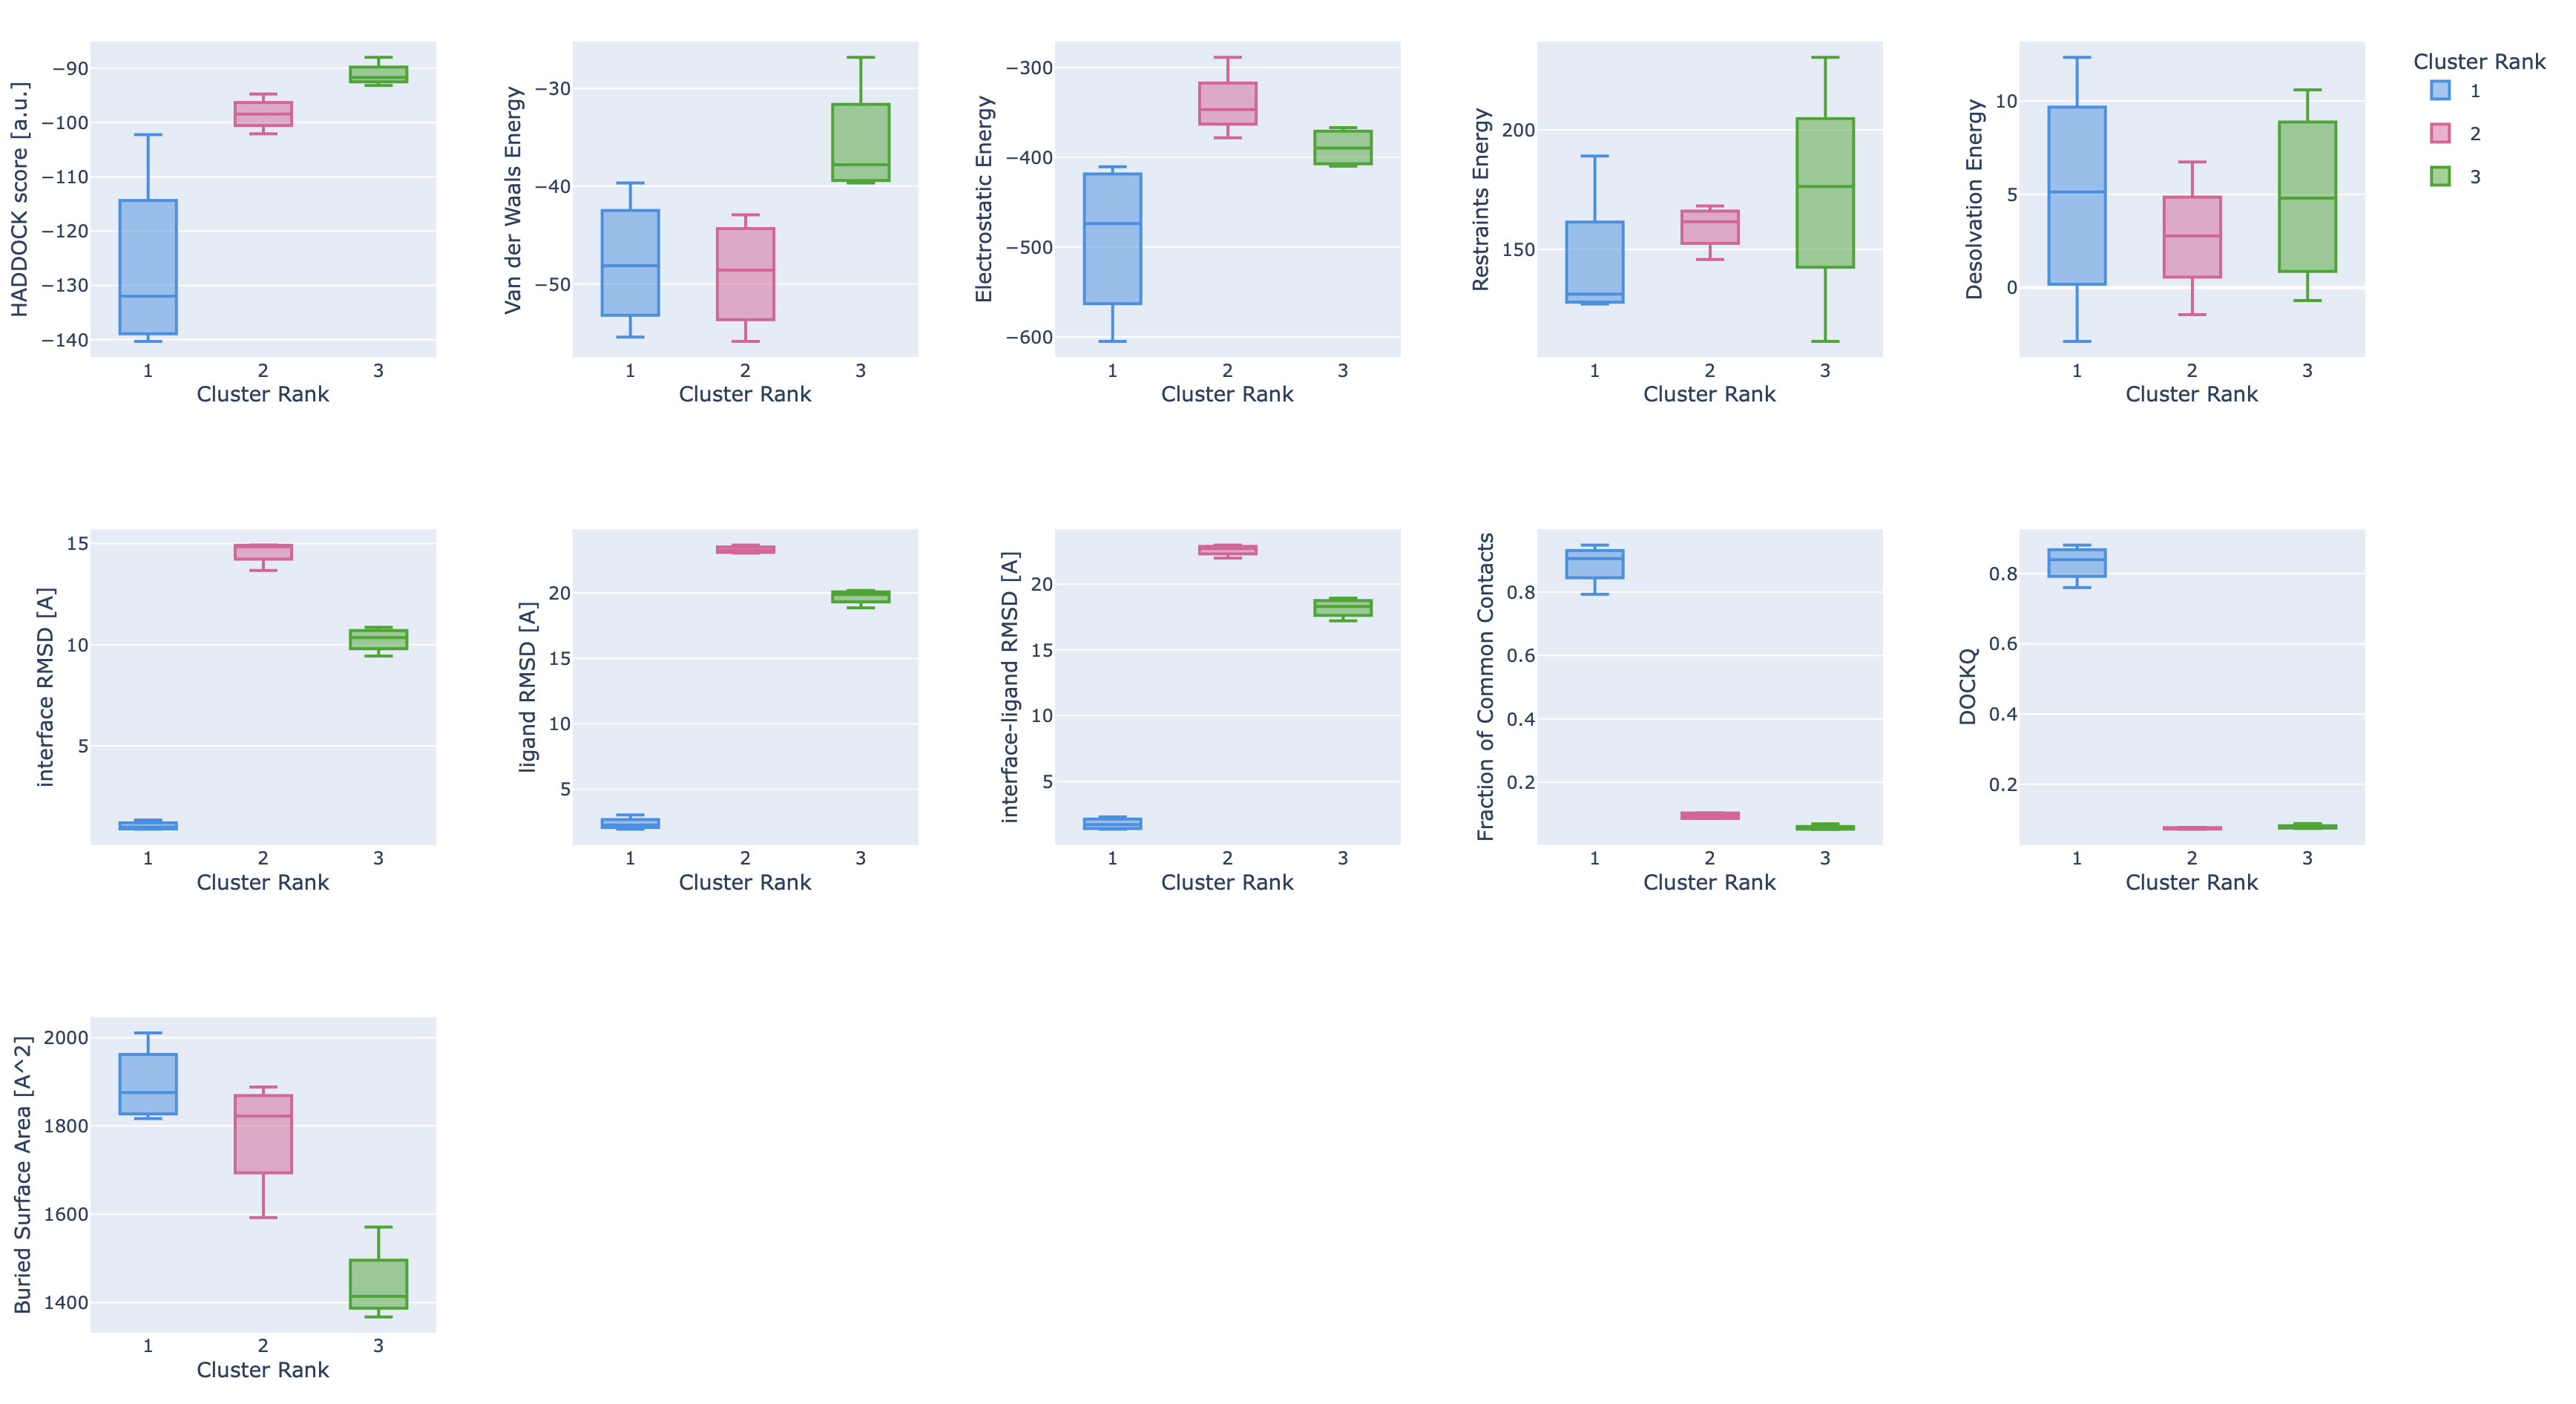 HADDOCK score [a.u.]
−90
−100
−110
−120
−130
−140
1 2 3
Cluster Rank
Van der Waals Energy
−30
−40
−50
1 2 3
Cluster Rank
Electrostatic Energy
−300
−400
−500
−600
1 2 3
Cluster Rank
Restraints Energy
200
150
1 2 3
Cluster Rank
Desolvation Energy
10
5
0
1 2 3
Cluster Rank
Cluster Rank
1
2
3
interface RMSD [A]
15
10
5
1 2 3
Cluster Rank
ligand RMSD [A]
20
15
10
5
1 2 3
Cluster Rank
interface-ligand RMSD [A]
20
15
10
5
1 2 3
Cluster Rank
Fraction of Common Contacts
0.8
0.6
0.4
0.2
1 2 3
Cluster Rank
DOCKQ
0.8
0.6
0.4
0.2
1 2 3
Cluster Rank
Buried Surface Area [A^2]
2000
1800
1600
1400
1 2 3
Cluster Rank